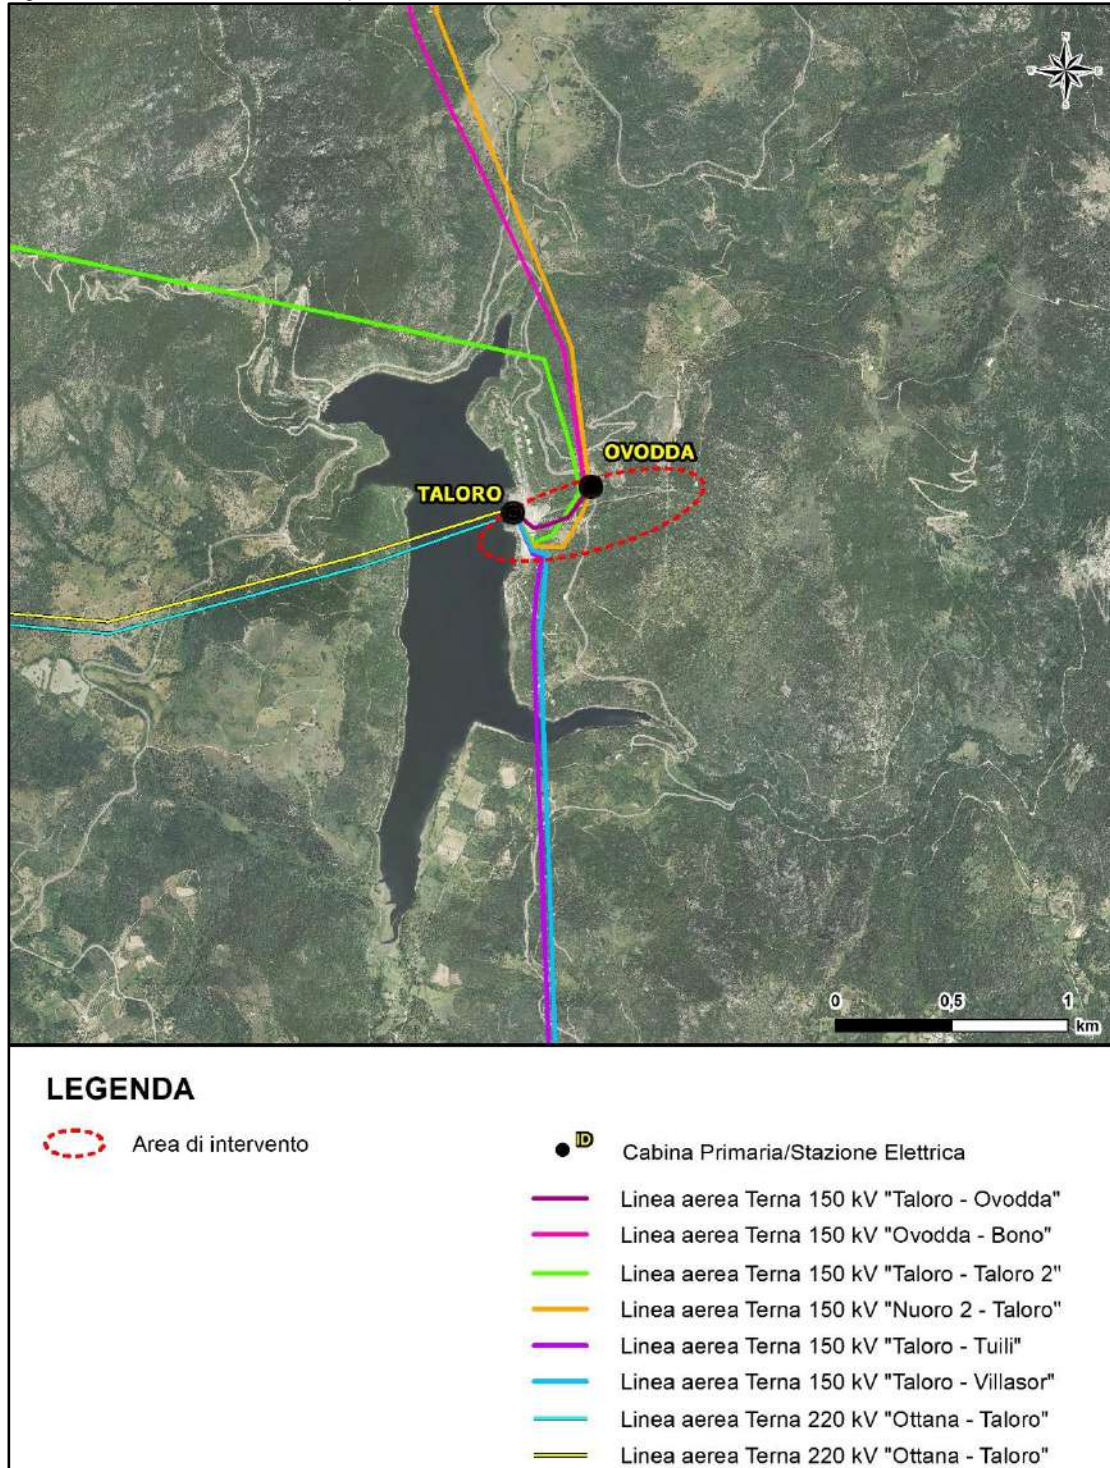 N
W E
S
OVODDA
TALORO
0 0,5 1
km
LEGENDA
Area di intervento
ID
Cabina Primaria/Stazione Elettrica
Linea aerea Terna 150 kV "Taloro - Ovodda"
Linea aerea Terna 150 kV "Ovodda - Bono"
Linea aerea Terna 150 kV "Taloro - Taloro 2"
Linea aerea Terna 150 kV "Nuoro 2 - Taloro"
Linea aerea Terna 150 kV "Taloro - Tuili"
Linea aerea Terna 150 kV "Taloro - Villasor"
Linea aerea Terna 220 kV "Ottana - Taloro"
Linea aerea Terna 220 kV "Ottana - Taloro"